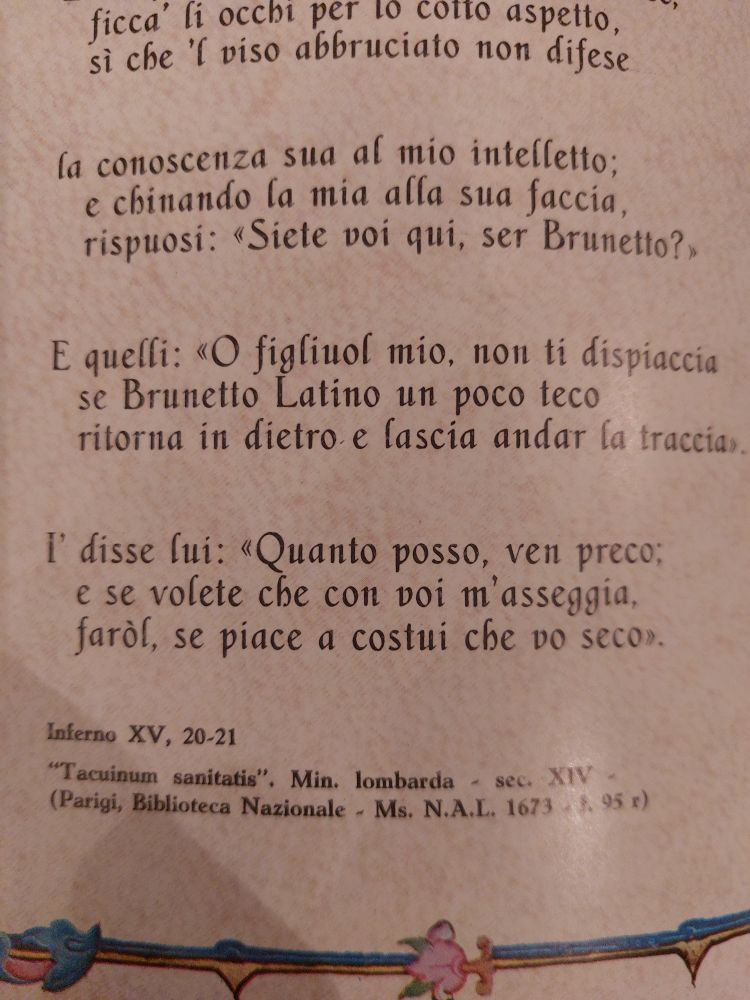 ficca' li occhi per lo cotto aspetto,
sì che 'l viso abbruciato non difese
la conoscenza sua al mio intelletto;
e chinando la mia alla sua faccia,
rispuosi: «Siete voi qui, ser Brunetto?»
E quelli: «O figliuol mio, non ti dispiaccia
se Brunetto Latino un poco teco
ritorna in dietro e lascia andar la traccia».
I' disse lui: «Quanto posso, ven preco;
e se volete che con voi m'asseggia,
faròl, se piace a costui che vo seco».
Inferno XV, 20-21
"Tacuinum sanitatis". Min. lombarda - sec. XIV -
(Parigi, Biblioteca Nazionale - Ms. N.A.L. 1673 - f. 95 r)